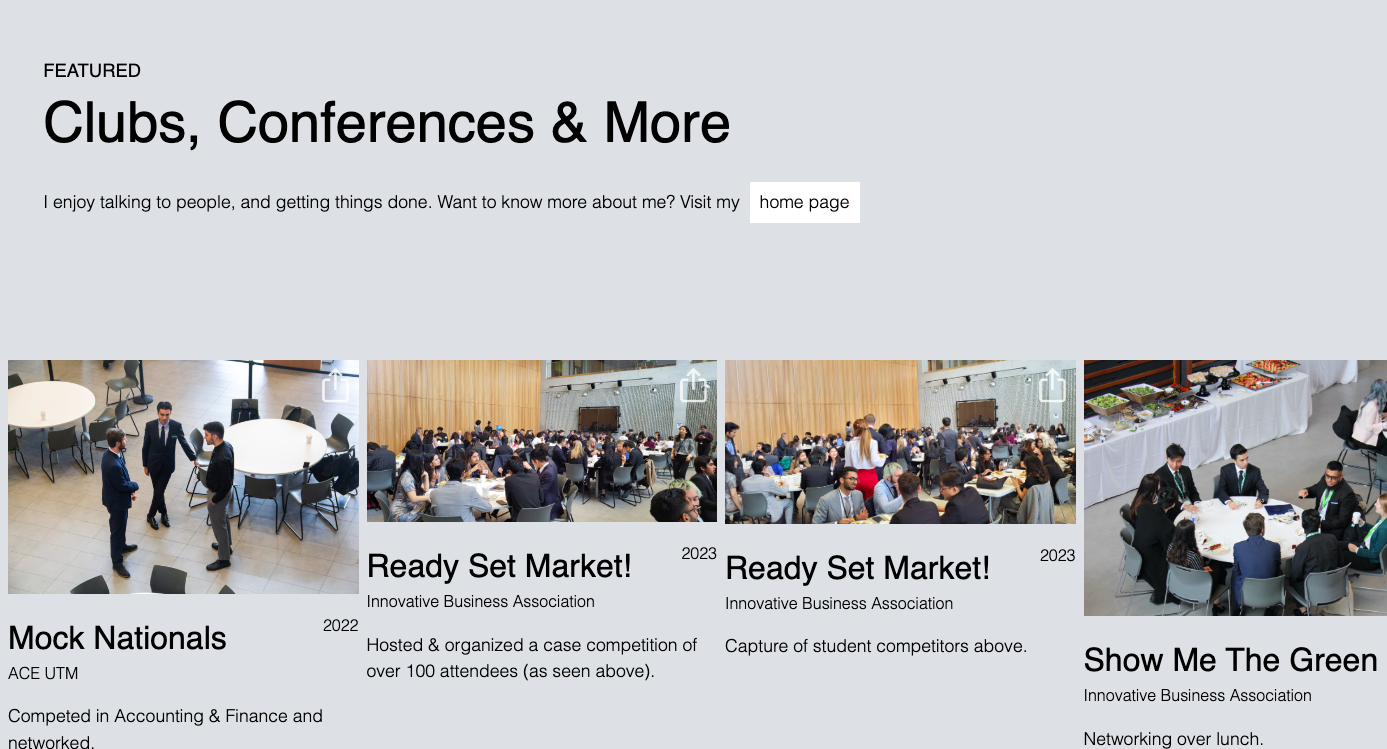 FEATURED
Clubs, Conferences & More
I enjoy talking to people, and getting things done. Want to know more about me? Visit my home page
Mock Nationals
2022
ACE UTM
Competed in Accounting & Finance and
networked.
Ready Set Market!
2023
Innovative Business Association
Hosted & organized a case competition of
over 100 attendees (as seen above).
Ready Set Market!
2023
Innovative Business Association
Capture of student competitors above.
Show Me The Green
Innovative Business Association
Networking over lunch.